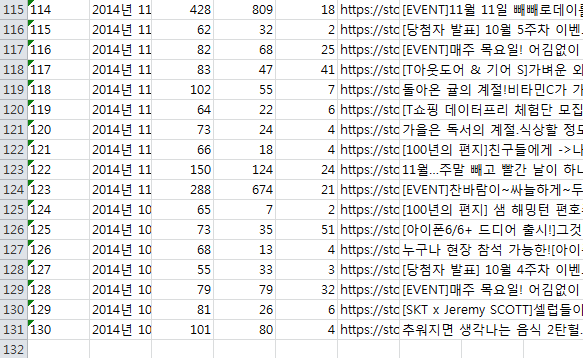 115 114 2014년 11 428 809 18 https://stc [EVENT]11월 11일 빼빼로데이를
116 115 2014년 11 62 32 2 https://stc [당첨자 발표] 10월 5주차 이벤
117 116 2014년 11 82 68 25 https://stc [EVENT]매주 목요일! 어김없이
118 117 2014년 11 83 47 41 https://stc [T아웃도어 & 기어 S]가벼운 외
119 118 2014년 11 102 55 7 https://stc 돌아온 귤의 계절!비타민C가 가
120 119 2014년 11 64 22 6 https://stc [T쇼핑 데이터프리 체험단 모집
121 120 2014년 11 73 24 4 https://stc 가을은 독서의 계절.식상할 정도
122 121 2014년 11 66 18 4 https://stc [100년의 편지]친구들에게 ->나
123 122 2014년 11 150 124 24 https://stc 11월...주말 빼고 빨간 날이 하나
124 123 2014년 11 288 674 21 https://stc [EVENT]찬바람이~싸늘하게~두
125 124 2014년 10 65 7 2 https://stc [100년의 편지] 샘 해밍턴 편호
126 125 2014년 10 73 35 51 https://stc [아이폰6/6+ 드디어 출시!]그것
127 126 2014년 10 68 13 4 https://stc 누구나 현장 참석 가능한![아이
128 127 2014년 10 55 33 3 https://stc [당첨자 발표] 10월 4주차 이벤
129 128 2014년 10 79 79 32 https://stc [EVENT]매주 목요일! 어김없이
130 129 2014년 10 81 26 6 https://stc [SKT x Jeremy SCOTT]셀럽들이
131 130 2014년 10 101 80 4 https://stc 추워지면 생각나는 음식 2탄!헐
132